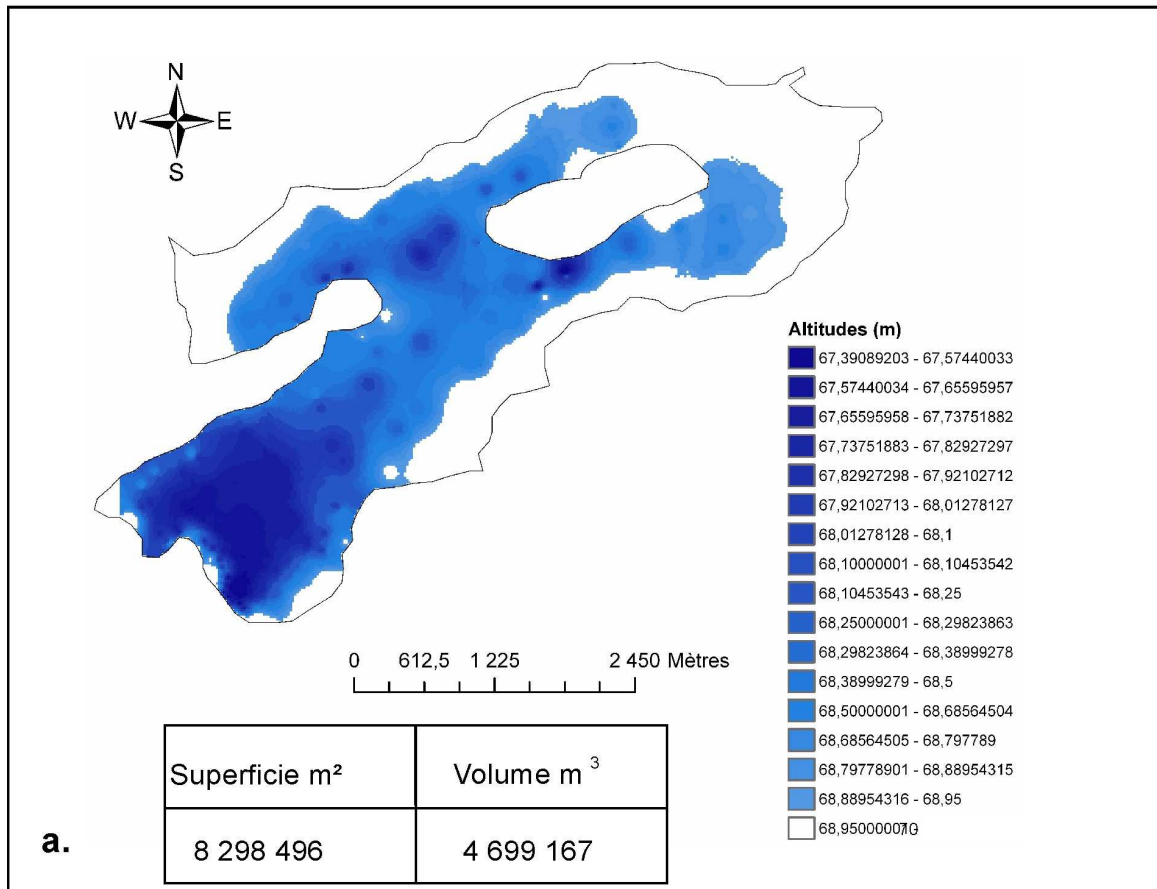 N
W E
S
Altitudes (m)
67,39089203 - 67,57440033
67,57440034 - 67,65595957
67,65595958 - 67,73751882
67,73751883 - 67,82927297
67,82927298 - 67,92102712
67,92102713 - 68,01278127
68,01278128 - 68,1
68,10000001 - 68,10453542
68,10453543 - 68,25
68,25000001 - 68,29823863
68,29823864 - 68,38999278
68,38999279 - 68,5
68,50000001 - 68,68564504
68,68564505 - 68,797789
68,79778901 - 68,88954315
68,88954316 - 68,95
68,95000001 - 70
0 612,5 1 225 2 450 Mètres
Superficie m² Volume m ³
8 298 496 4 699 167
a.